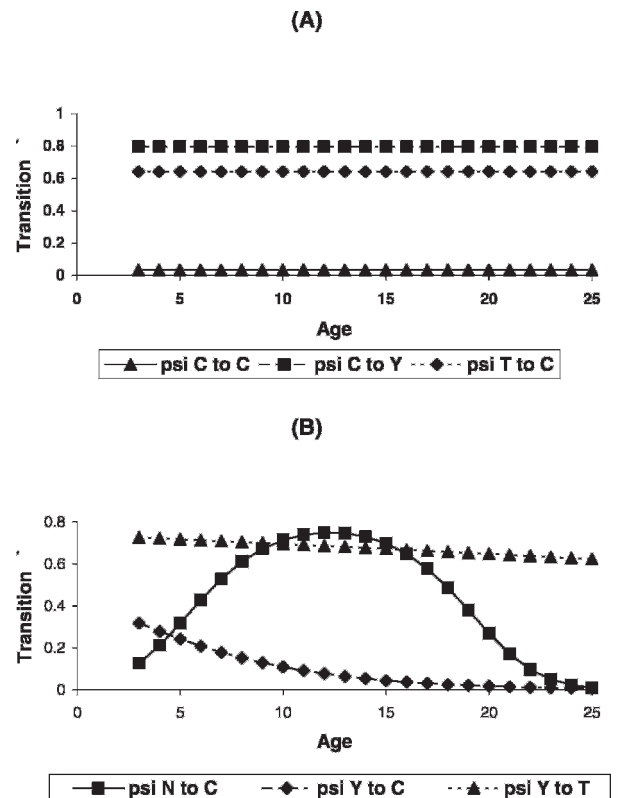 (A)
Transition
1
0.8
0.6
0.4
0.2
0
0 5 10 15 20 25
Age
psi C to C psi C to Y psi T to C
(B)
Transition
0.8
0.6
0.4
0.2
0
0 5 10 15 20 25
Age
psi N to C psi Y to C psi Y to T